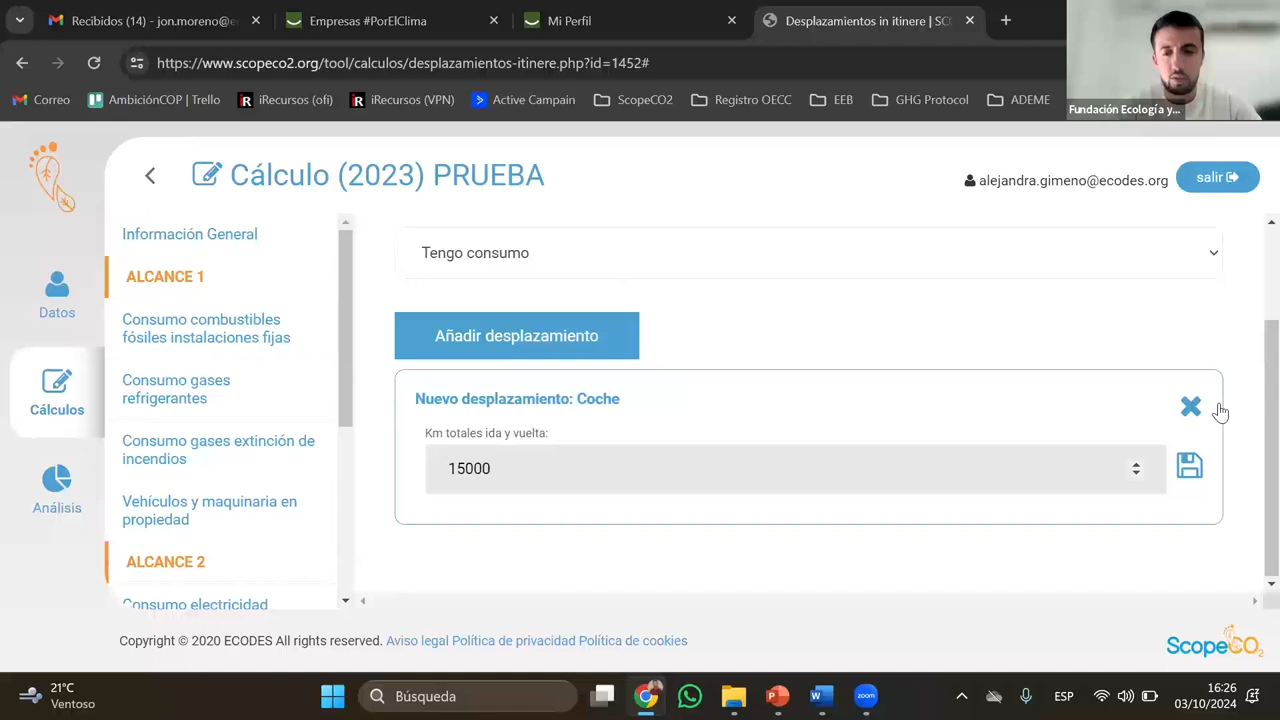 Recibidos (14) - jon.moreno@e
Empresas #PorElClima
Mi Perfil
Desplazamientos in itinere | SC
https://www.scopeco2.org/tool/calculos/desplazamientos-itinere.php?id=1452#
Correo
AmbiciónCOP | Trello
iRecursos (ofi)
iRecursos (VPN)
Active Campain
ScopeCO2
Registro OECC
EEB
GHG Protocol
ADEME
Fundación Ecología y...
Cálculo (2023) PRUEBA
alejandra.gimeno@ecodes.org
salir
Datos
Cálculos
Análisis
Información General
ALCANCE 1
Consumo combustibles
fósiles instalaciones fijas
Consumo gases
refrigerantes
Consumo gases extinción de
incendios
Vehículos y maquinaria en
propiedad
ALCANCE 2
Consumo electricidad
Tengo consumo
Añadir desplazamiento
Nuevo desplazamiento: Coche
Km totales ida y vuelta:
15000
Copyright © 2020 ECODES All rights reserved. Aviso legal Política de privacidad Política de cookies
ScopeCO2
21°C
Ventoso
Búsqueda
zoom
ESP
16:26
03/10/2024